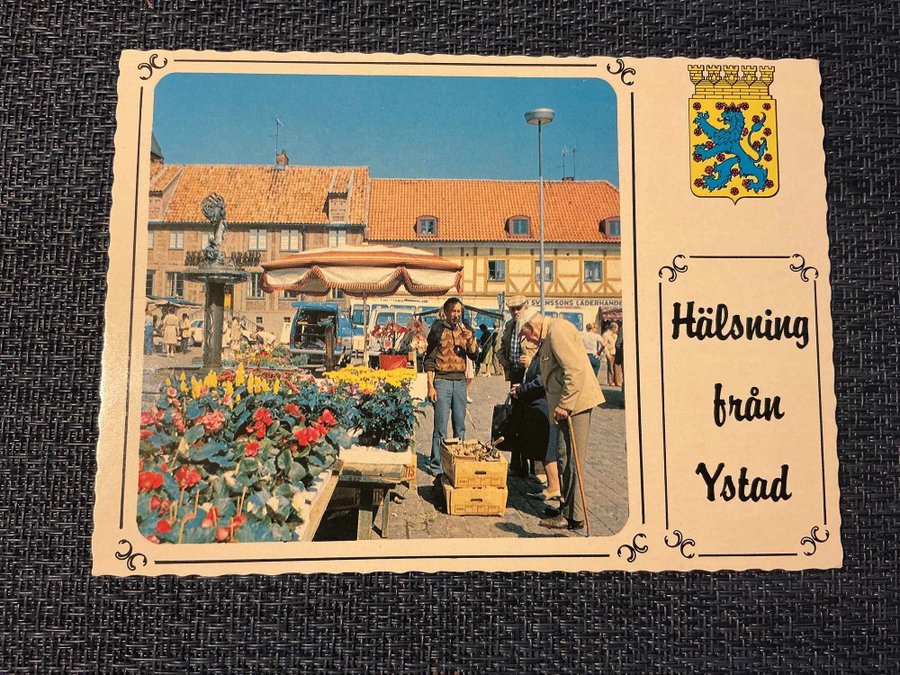 SVENSSONS LÄDERHANDEL
Hälsning
från
Ystad